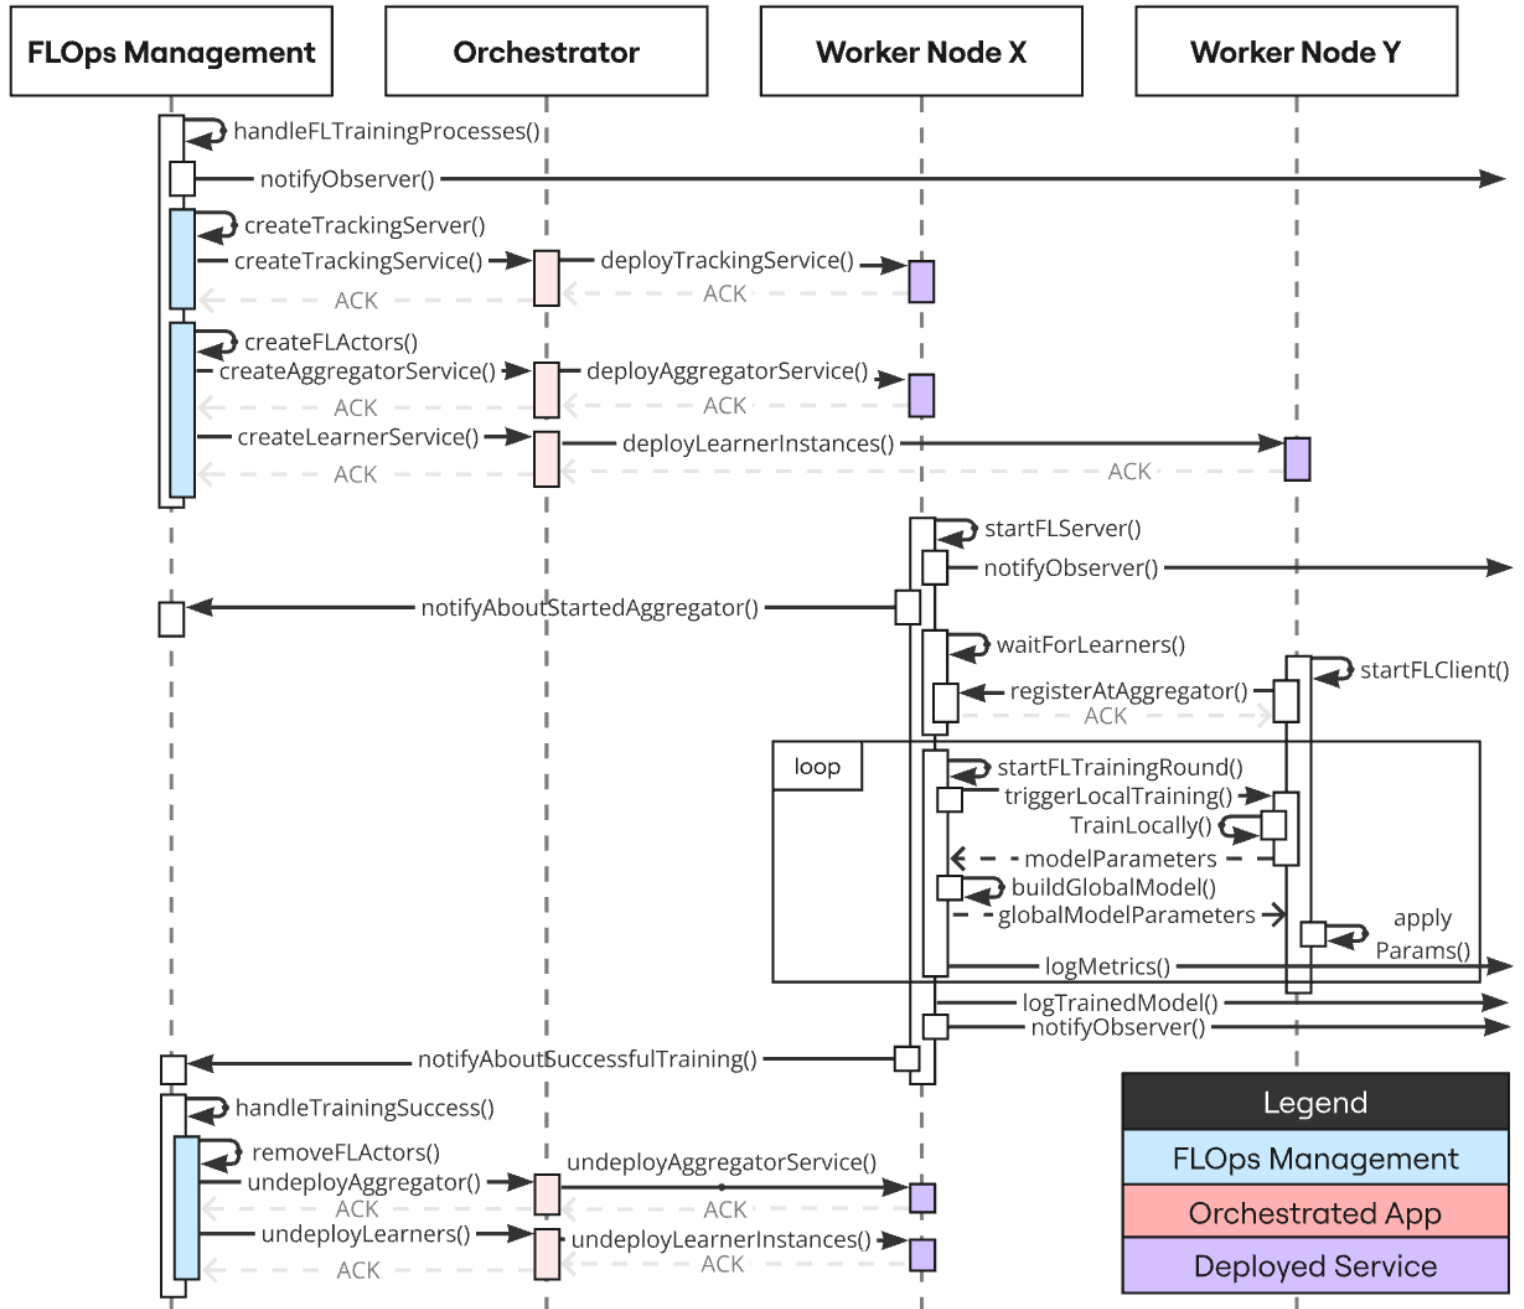 FLOps Management
Orchestrator
Worker Node X
Worker Node Y
handleFLTrainingProcesses()
notifyObserver()
createTrackingServer()
createTrackingService()
deployTrackingService()
ACK
ACK
createFLActors()
createAggregatorService()
deployAggregatorService()
ACK
ACK
createLearnerService()
deployLearnerInstances()
ACK
ACK
startFLServer()
notifyObserver()
notifyAboutStartedAggregator()
waitForLearners()
startFLClient()
registerAtAggregator()
ACK
loop
startFLTrainingRound()
triggerLocalTraining()
TrainLocally()
modelParameters
buildGlobalModel()
globalModelParameters
apply
Params()
logMetrics()
logTrainedModel()
notifyObserver()
notifyAboutSuccessfulTraining()
handleTrainingSuccess()
removeFLActors()
undeployAggregator()
undeployAggregatorService()
ACK
ACK
undeployLearners()
undeployLearnerInstances()
ACK
ACK
Legend
FLOps Management
Orchestrated App
Deployed Service